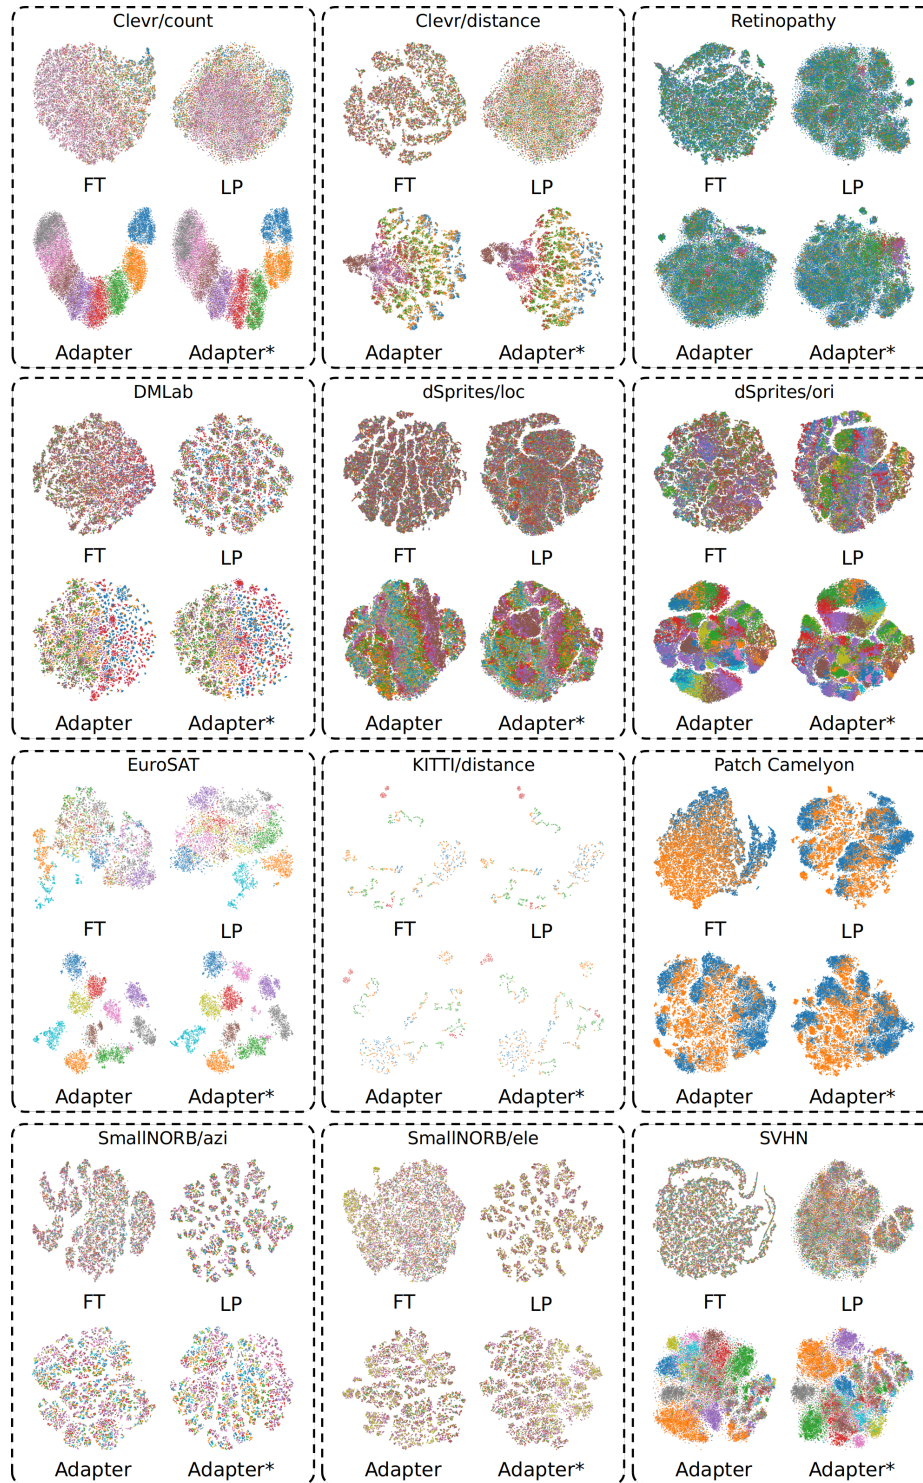 Clevr/count
FT LP
Adapter Adapter*
Clevr/distance
FT LP
Adapter Adapter*
Retinopathy
FT LP
Adapter Adapter*
DMLab
FT LP
Adapter Adapter*
dSprites/loc
FT LP
Adapter Adapter*
dSprites/ori
FT LP
Adapter Adapter*
EuroSAT
FT LP
Adapter Adapter*
KITTI/distance
FT LP
Adapter Adapter*
Patch Camelyon
FT LP
Adapter Adapter*
SmallNORB/azi
FT LP
Adapter Adapter*
SmallNORB/ele
FT LP
Adapter Adapter*
SVHN
FT LP
Adapter Adapter*